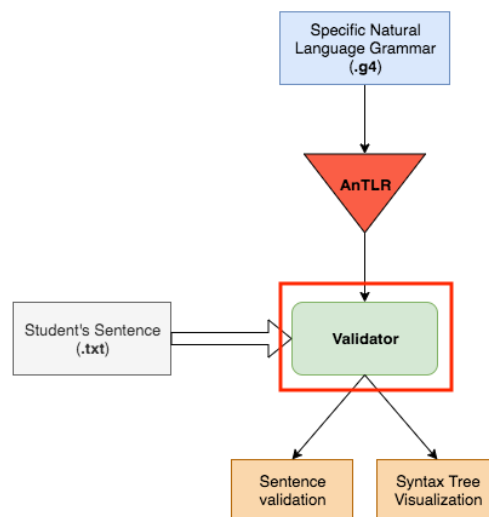 Specific Natural
Language Grammar
(.g4)
AnTLR
Student's Sentence
(.txt)
Validator
Sentence
validation
Syntax Tree
Visualization